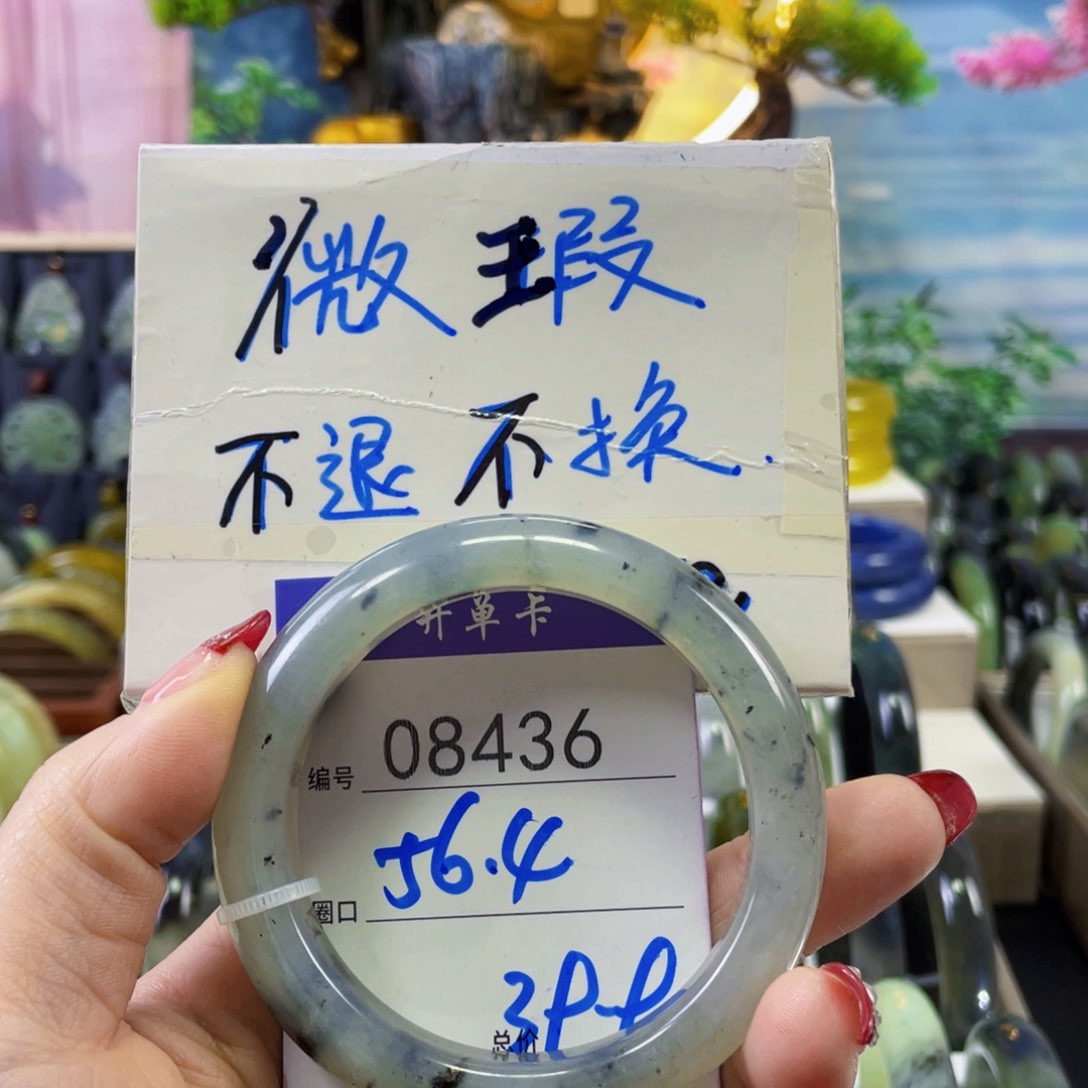 微瑕
不退不换.
开单卡
编号 08436
圈口 56.4
总价